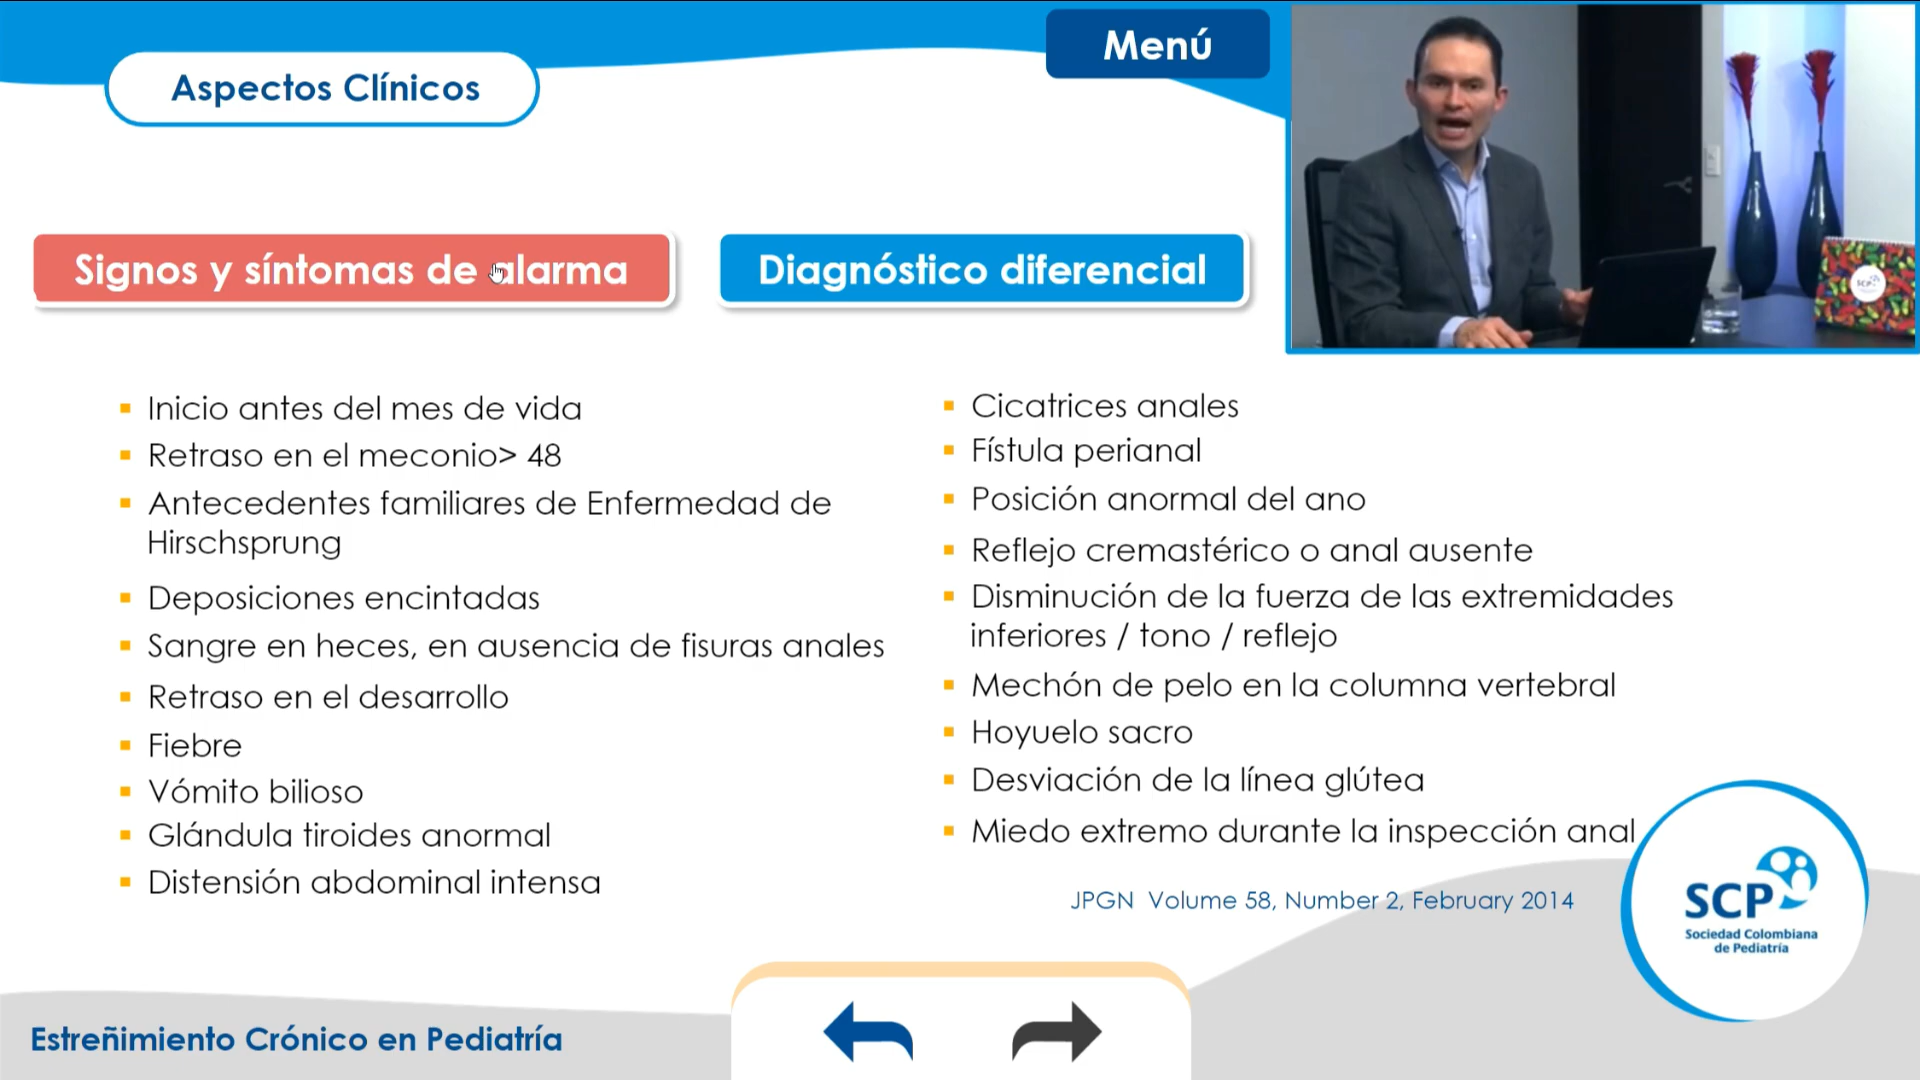 Menú
Aspectos Clínicos
Signos y síntomas de alarma
Diagnóstico diferencial
Inicio antes del mes de vida
Retraso en el meconio> 48
Antecedentes familiares de Enfermedad de
Hirschsprung
Deposiciones encintadas
Sangre en heces, en ausencia de fisuras anales
Retraso en el desarrollo
Fiebre
Vómito bilioso
Glándula tiroides anormal
Distensión abdominal intensa
Cicatrices anales
Fístula perianal
Posición anormal del ano
Reflejo cremastérico o anal ausente
Disminución de la fuerza de las extremidades
inferiores / tono / reflejo
Mechón de pelo en la columna vertebral
Hoyuelo sacro
Desviación de la línea glútea
Miedo extremo durante la inspección anal
JPGN Volume 58, Number 2, February 2014
SCP
Sociedad Colombiana
de Pediatría
Estreñimiento Crónico en Pediatría
SCP